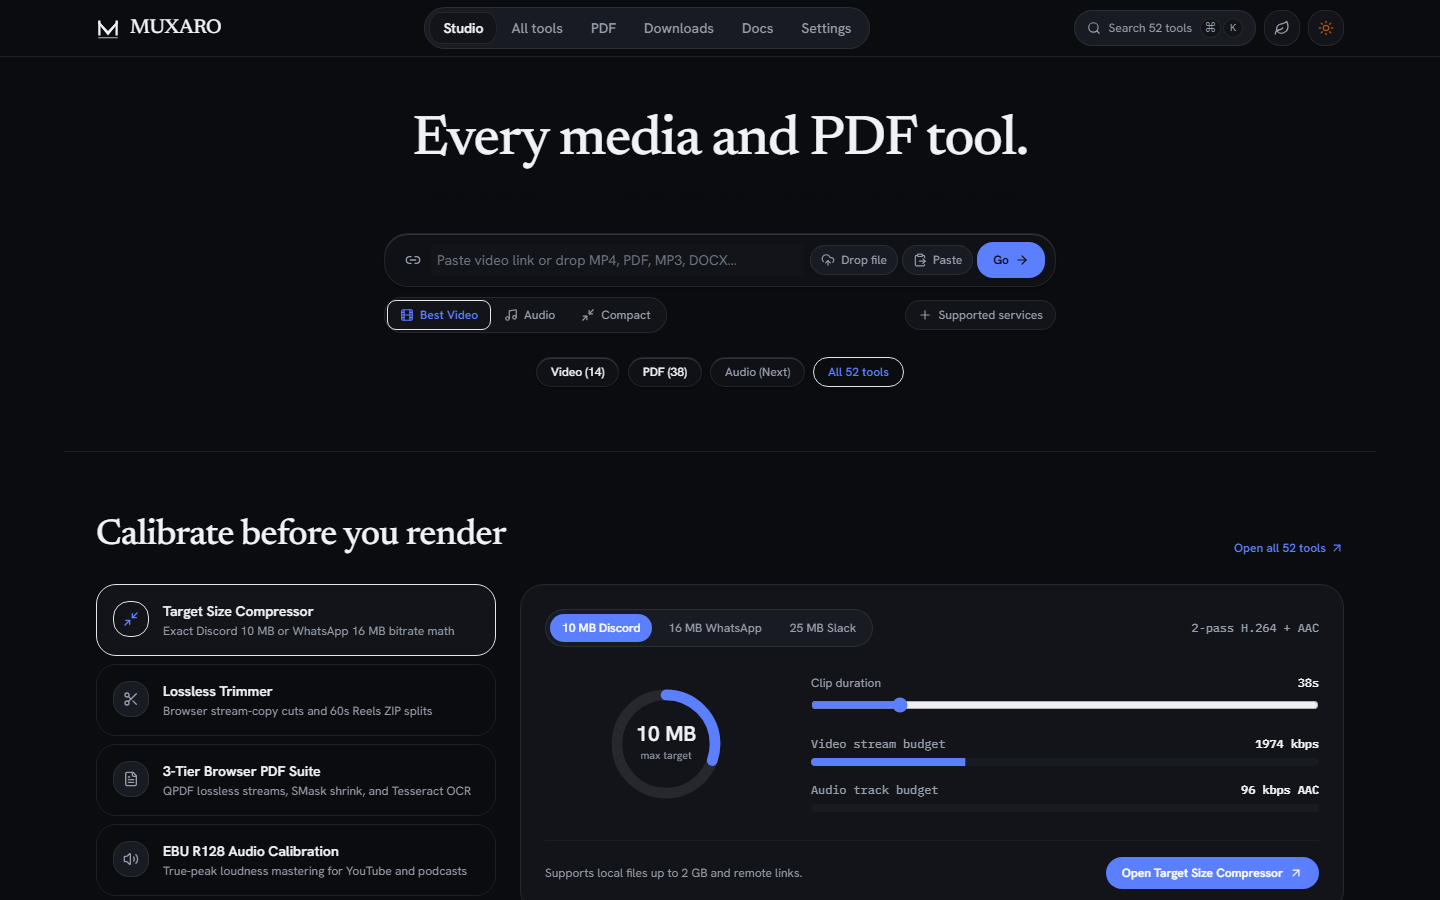 MUXARO
Studio
All tools
PDF
Downloads
Docs
Settings
Search 52 tools ⌘ K
Every media and PDF tool.
Paste video link or drop MP4, PDF, MP3, DOCX...
Drop file
Paste
Go
Best Video
Audio
Compact
Supported services
Video (14)
PDF (38)
Audio (Next)
All 52 tools
Calibrate before you render
Open all 52 tools
Target Size Compressor
Exact Discord 10 MB or WhatsApp 16 MB bitrate math
Lossless Trimmer
Browser stream-copy cuts and 60s Reels ZIP splits
3-Tier Browser PDF Suite
QPDF lossless streams, SMask shrink, and Tesseract OCR
EBU R128 Audio Calibration
True-peak loudness mastering for YouTube and podcasts
10 MB Discord
16 MB WhatsApp
25 MB Slack
2-pass H.264 + AAC
10 MB
max target
Clip duration 38s
Video stream budget 1974 kbps
Audio track budget 96 kbps AAC
Supports local files up to 2 GB and remote links.
Open Target Size Compressor